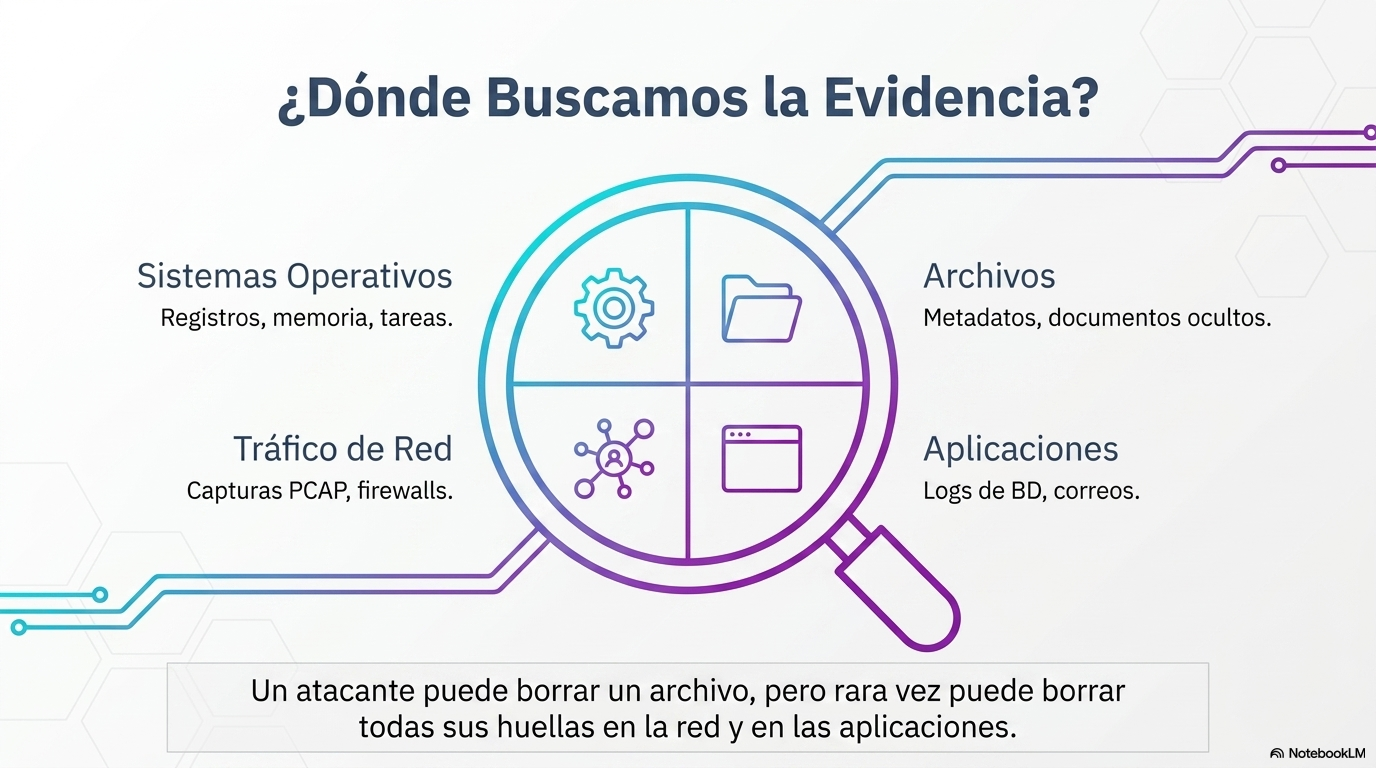 ¿Dónde Buscamos la Evidencia?
Sistemas Operativos
Registros, memoria, tareas.
Archivos
Metadatos, documentos ocultos.
Tráfico de Red
Capturas PCAP, firewalls.
Aplicaciones
Logs de BD, correos.
Un atacante puede borrar un archivo, pero rara vez puede borrar
todas sus huellas en la red y en las aplicaciones.
NotebookLM